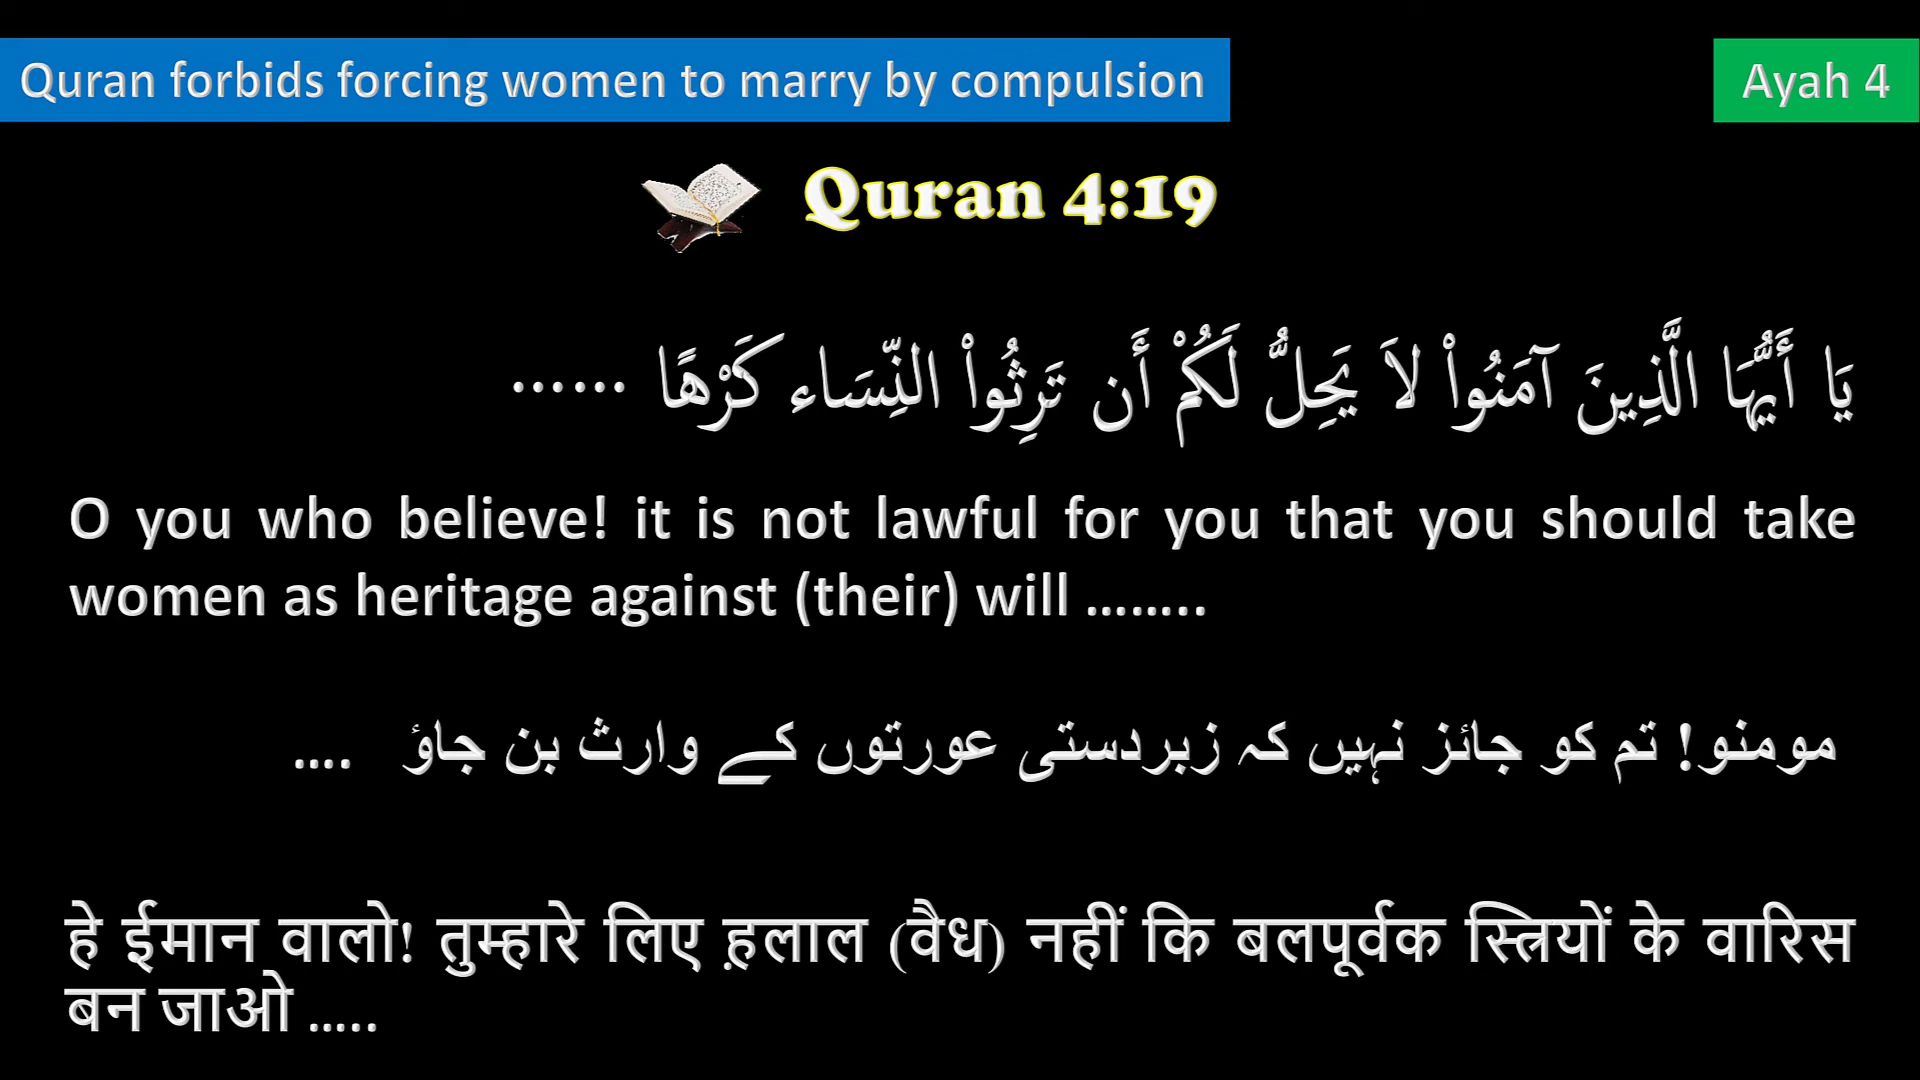 Quran forbids forcing women to marry by compulsion
Ayah 4
Quran 4:19
يَا أَيُّهَا الَّذِينَ آمَنُواْ لاَ يَحِلُّ لَكُمْ أَن تَرِثُواْ النِّسَاء كَرْهًا ......
O you who believe! it is not lawful for you that you should take
women as heritage against (their) will ........
مومنو! تم کو جائز نہیں کہ زبردستی عورتوں کے وارث بن جاؤ ....
हे ईमान वालो! तुम्हारे लिए ह़लाल (वैध) नहीं कि बलपूर्वक स्त्रियों के वारिस
बन जाओ .....